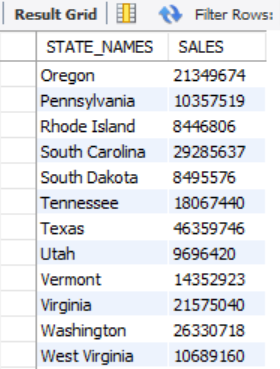 Result Grid Filter Rows:
STATE_NAMES SALES
Oregon 21349674
Pennsylvania 10357519
Rhode Island 8446806
South Carolina 29285637
South Dakota 8495576
Tennessee 18067440
Texas 46359746
Utah 9696420
Vermont 14352923
Virginia 21575040
Washington 26330718
West Virginia 10689160